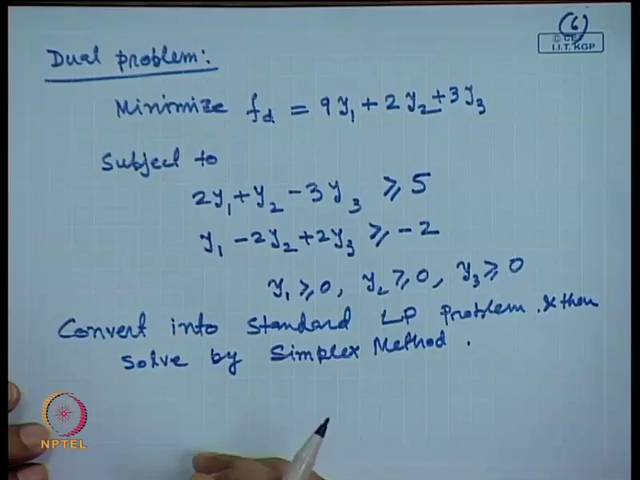 (6)
© CET
I.I.T. KGP
Dual problem:
Minimize f_d = 9y₁ + 2y₂ + 3y₃
Subject to
2y₁ + y₂ - 3y₃ ≥ 5
y₁ - 2y₂ + 2y₃ ≥ -2
y₁ ≥ 0, y₂ ≥ 0, y₃ ≥ 0
Convert into Standard LP problem. & then
solve by Simplex Method.
NPTEL